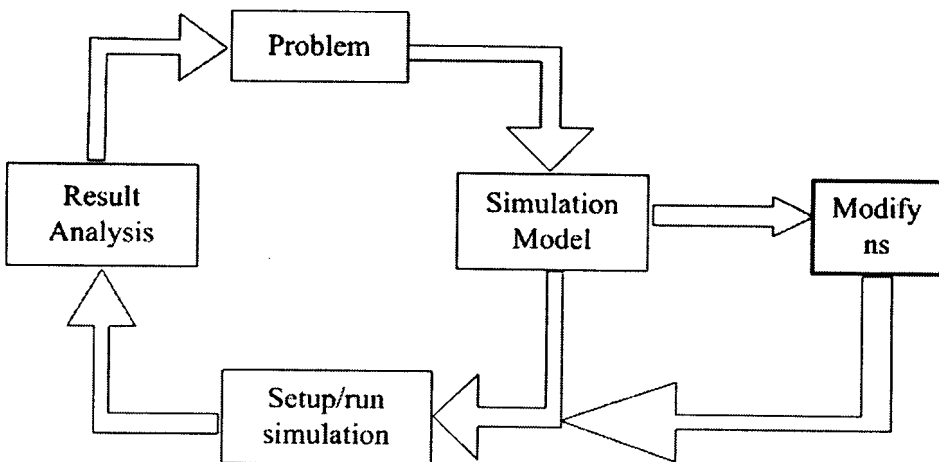 Problem
Result
Analysis
Simulation
Model
Modify
ns
Setup/run
simulation